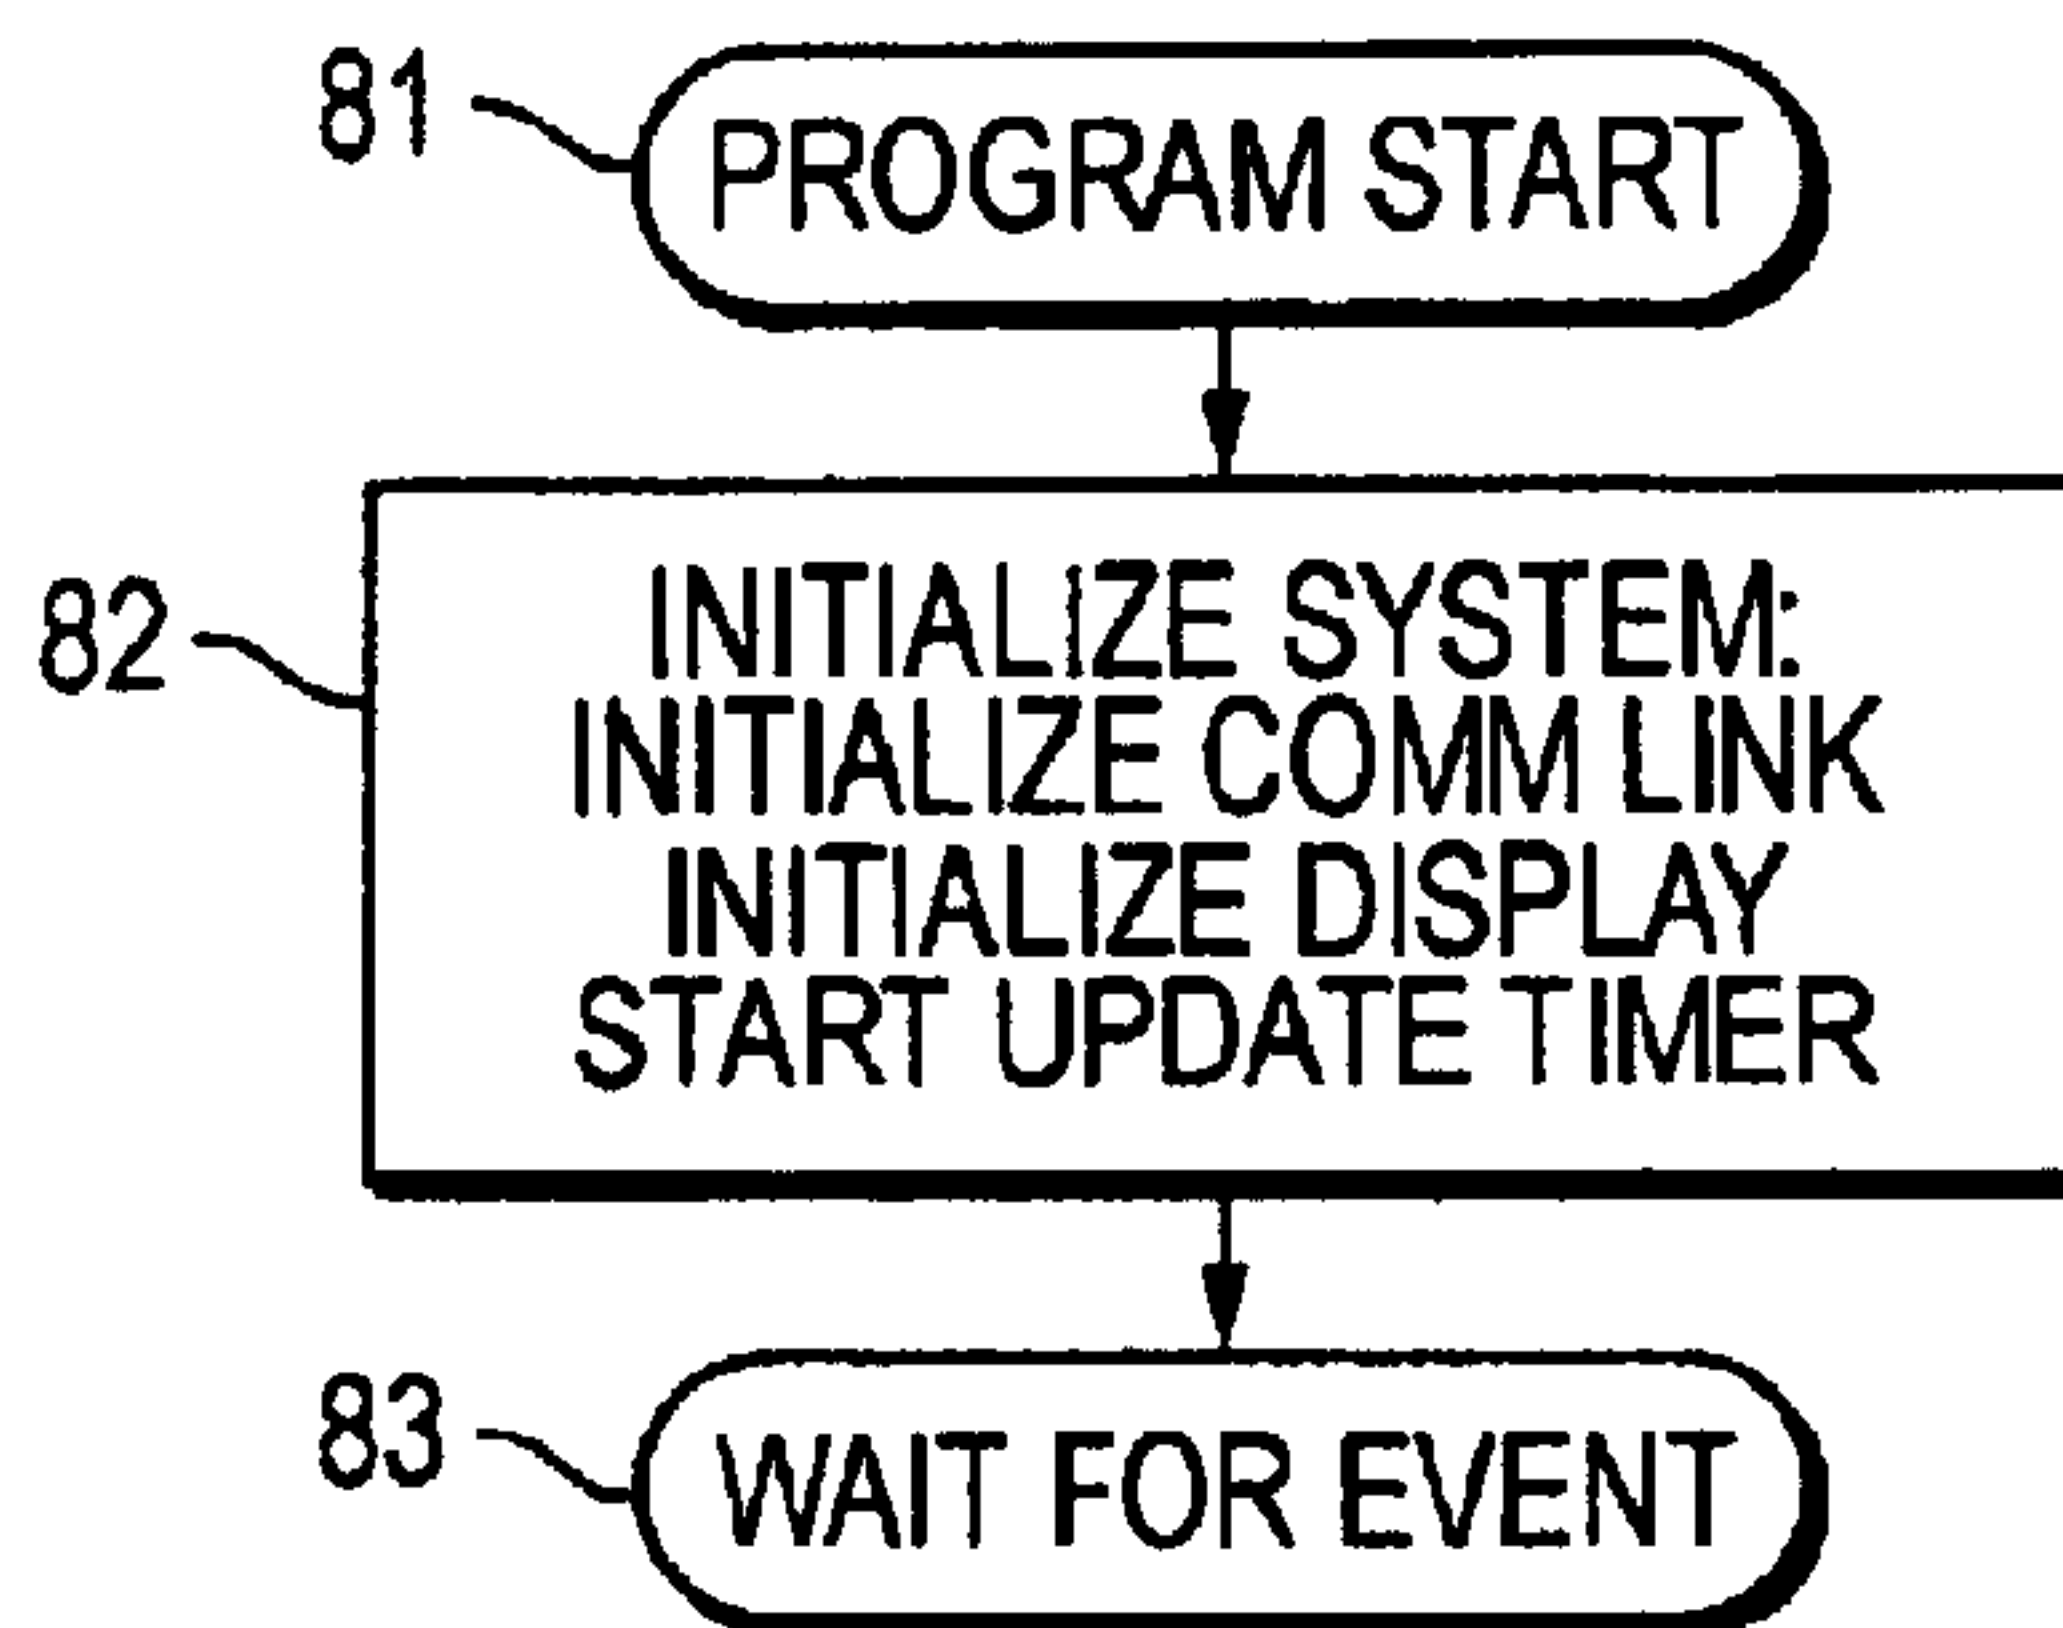 81
PROGRAM START
82
INITIALIZE SYSTEM:
INITIALIZE COMM LINK
INITIALIZE DISPLAY
START UPDATE TIMER
83
WAIT FOR EVENT